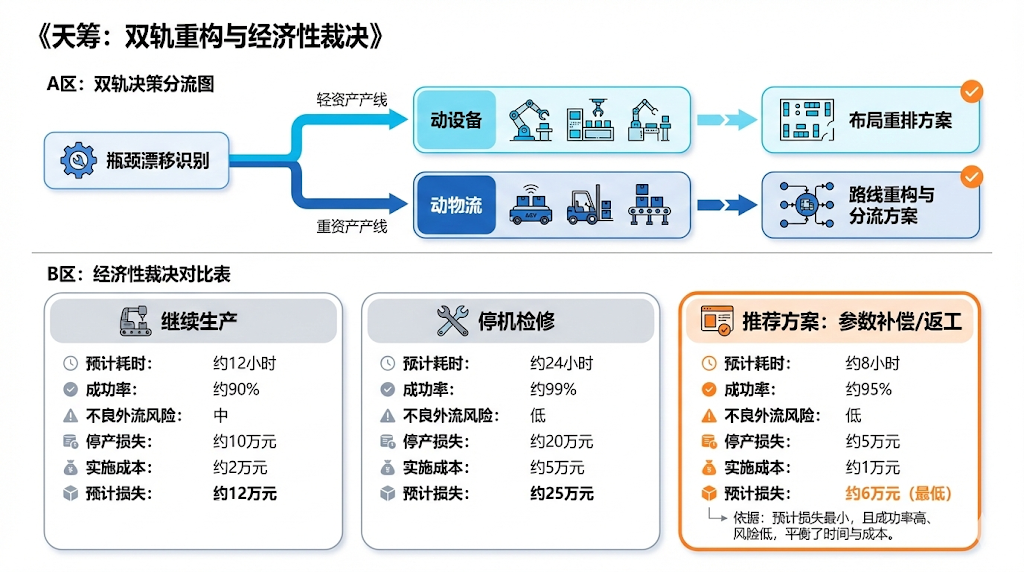 《天筹：双轨重构与经济性裁决》
A区：双轨决策分流图
瓶颈漂移识别
轻资产产线
动设备
布局重排方案
重资产产线
动物流
AGV
路线重构与
分流方案
B区：经济性裁决对比表
继续生产
预计耗时： 约12小时
成功率： 约90%
不良外流风险： 中
停产损失： 约10万元
实施成本： 约2万元
预计损失： 约12万元
停机检修
预计耗时： 约24小时
成功率： 约99%
不良外流风险： 低
停产损失： 约20万元
实施成本： 约5万元
预计损失： 约25万元
推荐方案：参数补偿/返工
预计耗时： 约8小时
成功率： 约95%
不良外流风险： 低
停产损失： 约5万元
实施成本： 约1万元
预计损失： 约6万元（最低）
依据：预计损失最小，且成功率高、
风险低，平衡了时间与成本。